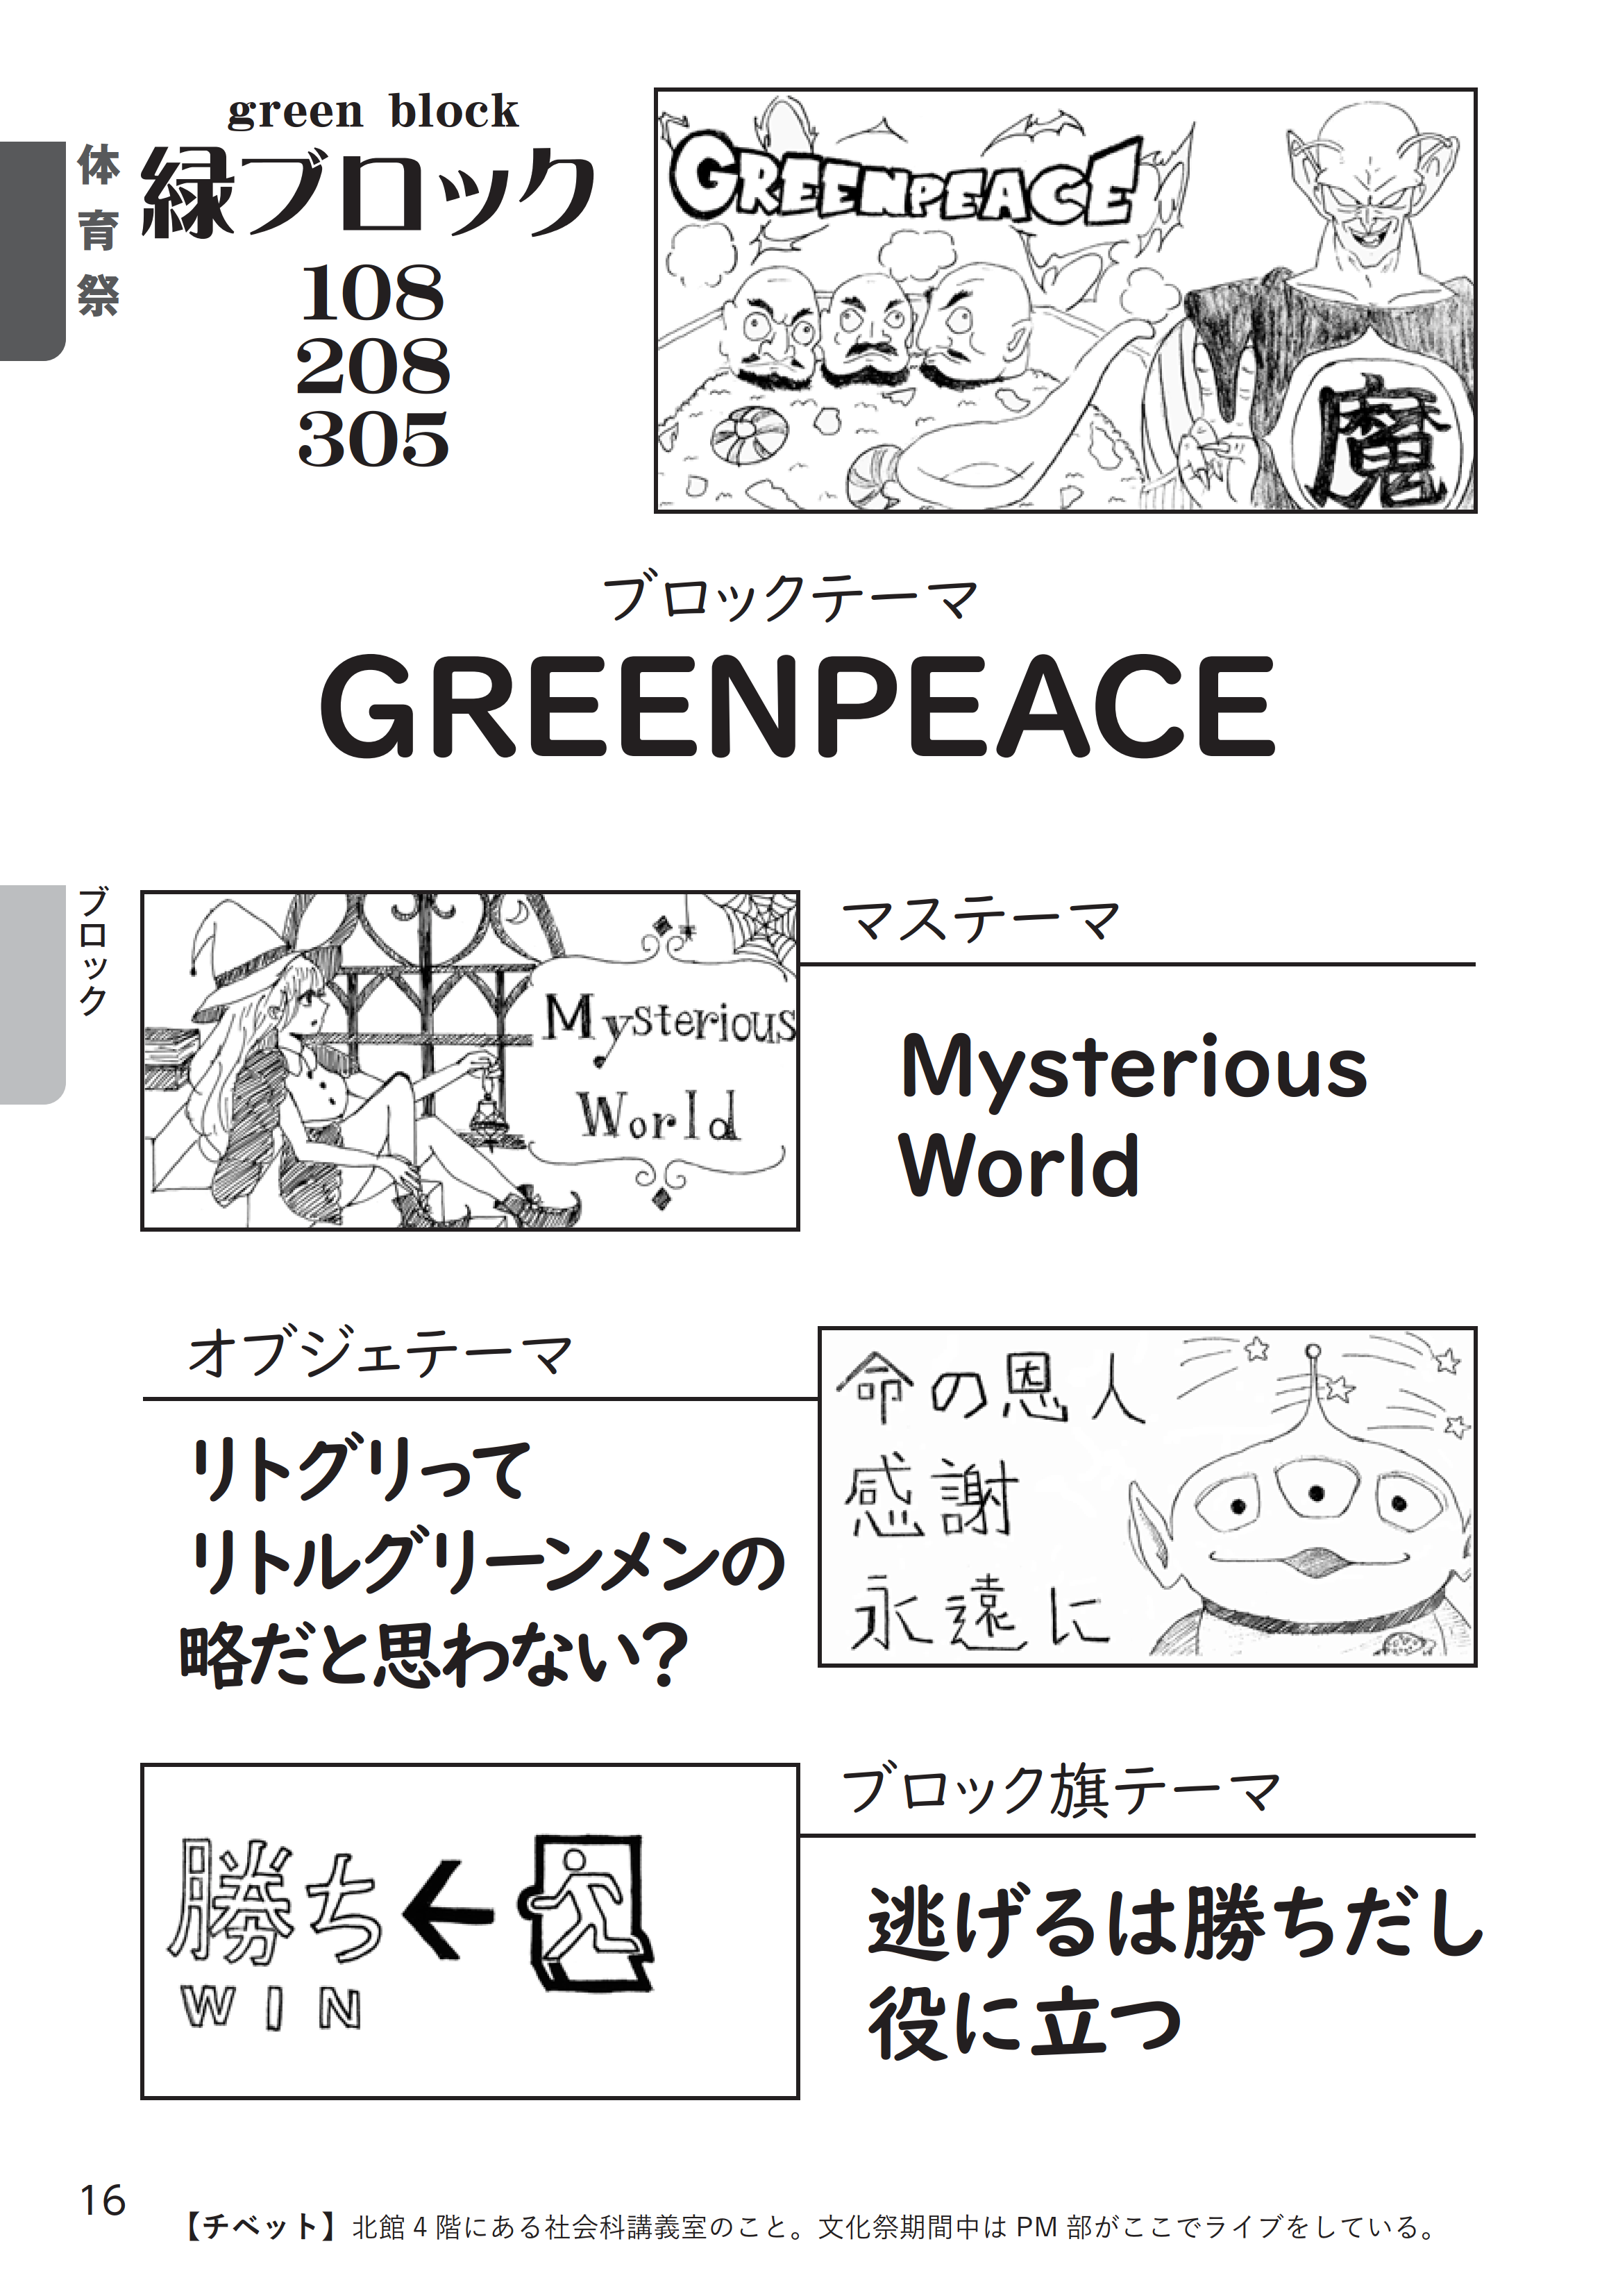 体育祭
green block
緑ブロック
108
208
305
GREENPEACE
魔
ブロックテーマ
GREENPEACE
ブロック
Mysterious
World
マステーマ
Mysterious
World
オブジェテーマ
リトグリって
リトルグリーンメンの
略だと思わない？
命の恩人
感謝
永遠に
勝ち
WIN
ブロック旗テーマ
逃げるは勝ちだし
役に立つ
16
【チベット】北館 4 階にある社会科講義室のこと。文化祭期間中は PM 部がここでライブをしている。